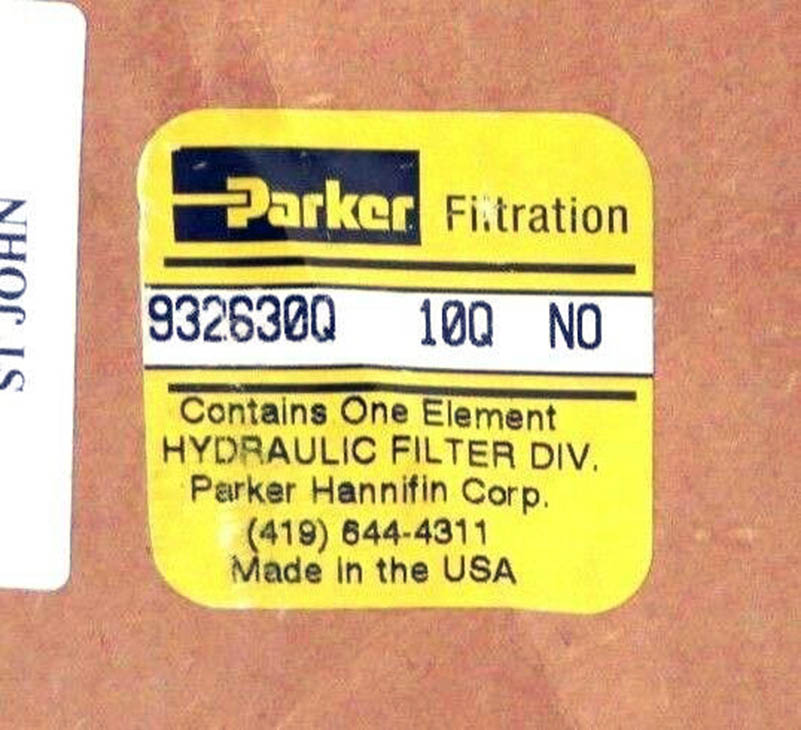 ST JOHN
Parker Filtration
932630Q 10Q NO
Contains One Element
HYDRAULIC FILTER DIV.
Parker Hannifin Corp.
(419) 644-4311
Made in the USA